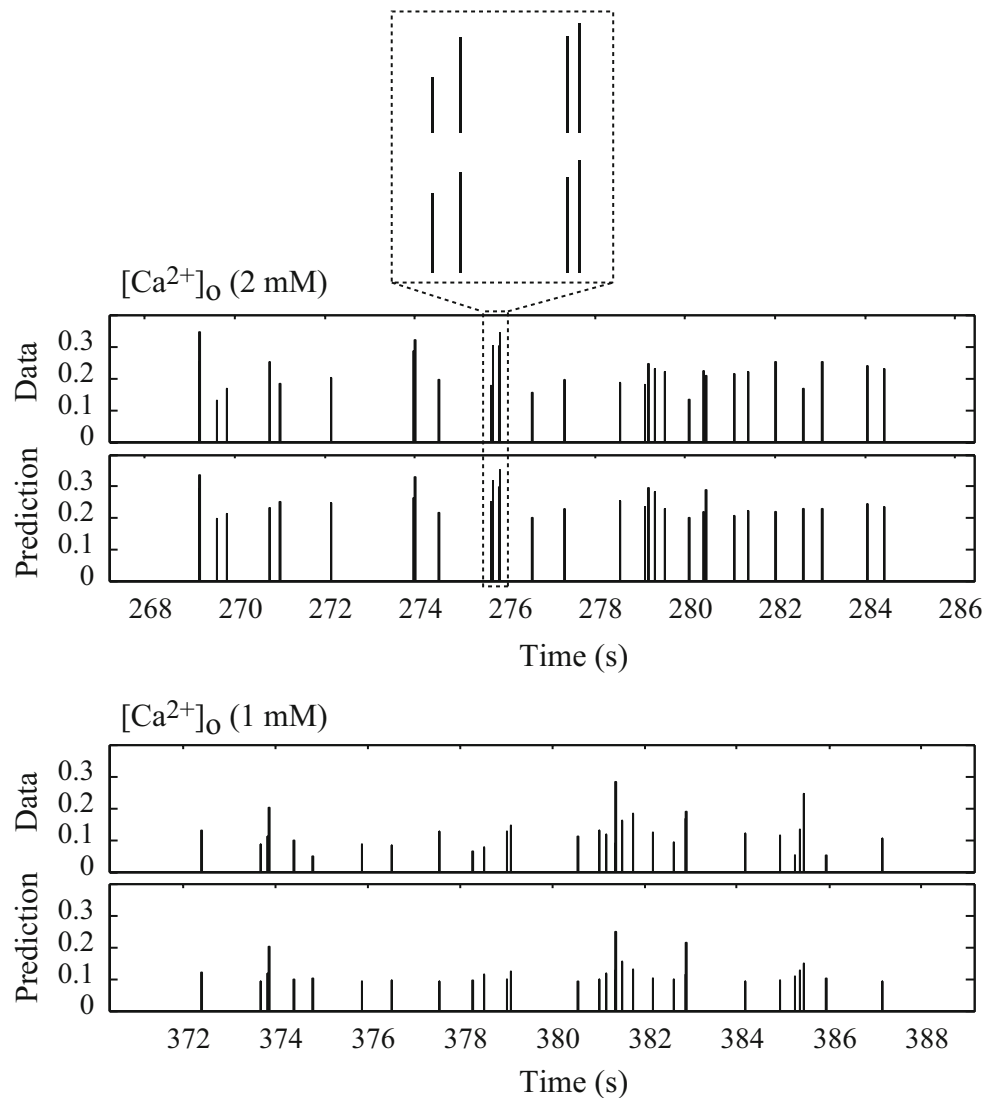 [Ca2+]o (2 mM)
Data
0.3
0.2
0.1
0
Prediction
0.3
0.2
0.1
0
268 270 272 274 276 278 280 282 284 286
Time (s)
[Ca2+]o (1 mM)
Data
0.3
0.2
0.1
0
Prediction
0.3
0.2
0.1
0
372 374 376 378 380 382 384 386 388
Time (s)